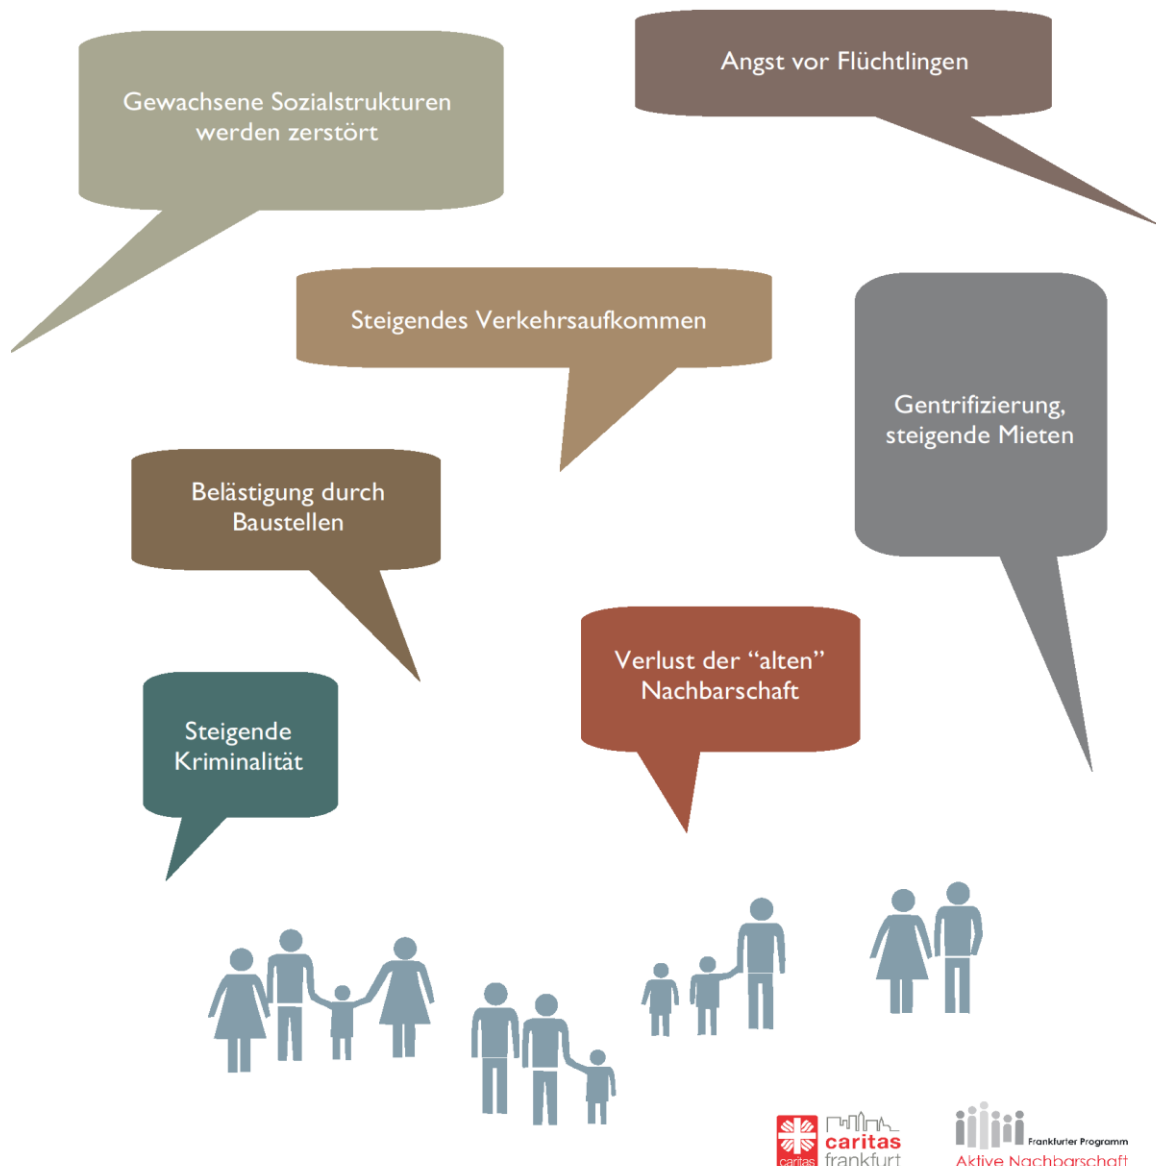 Angst vor Flüchtlingen
Gewachsene Sozialstrukturen
werden zerstört
Steigendes Verkehrsaufkommen
Gentrifizierung,
steigende Mieten
Belästigung durch
Baustellen
Verlust der “alten”
Nachbarschaft
Steigende
Kriminalität
caritas
caritas
frankfurt
Frankfurter Programm
Aktive Nachbarschaft